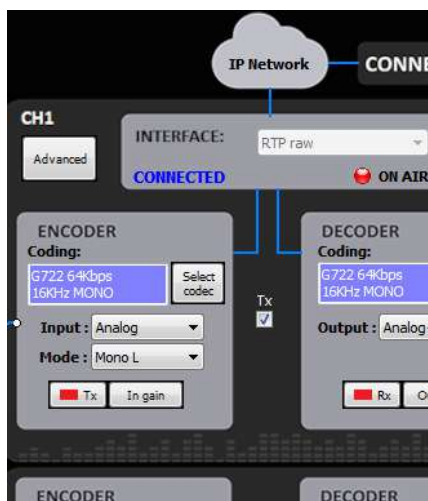 IP Network
CONNE
CH1
Advanced
INTERFACE:
RTP raw
CONNECTED
ON AIR
ENCODER
Coding:
G722 64Kbps
16KHz MONO
Select
codec
Input : Analog
Mode : Mono L
Tx
In gain
Tx
DECODER
Coding:
G722 64Kbps
16KHz MONO
Output : Analog
Rx
O
ENCODER
DECODER